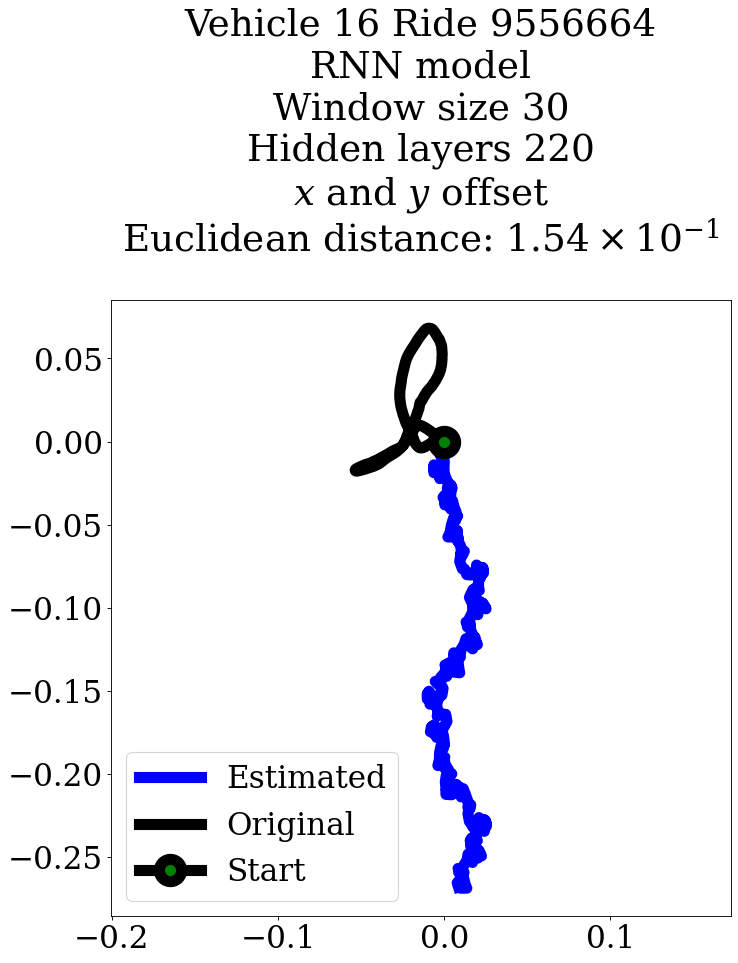 Vehicle 16 Ride 9556664
RNN model
Window size 30
Hidden layers 220
x and y offset
Euclidean distance: 1.54 × 10⁻¹
0.05
0.00
−0.05
−0.10
−0.15
−0.20
−0.25
Estimated
Original
Start
−0.2 −0.1 0.0 0.1